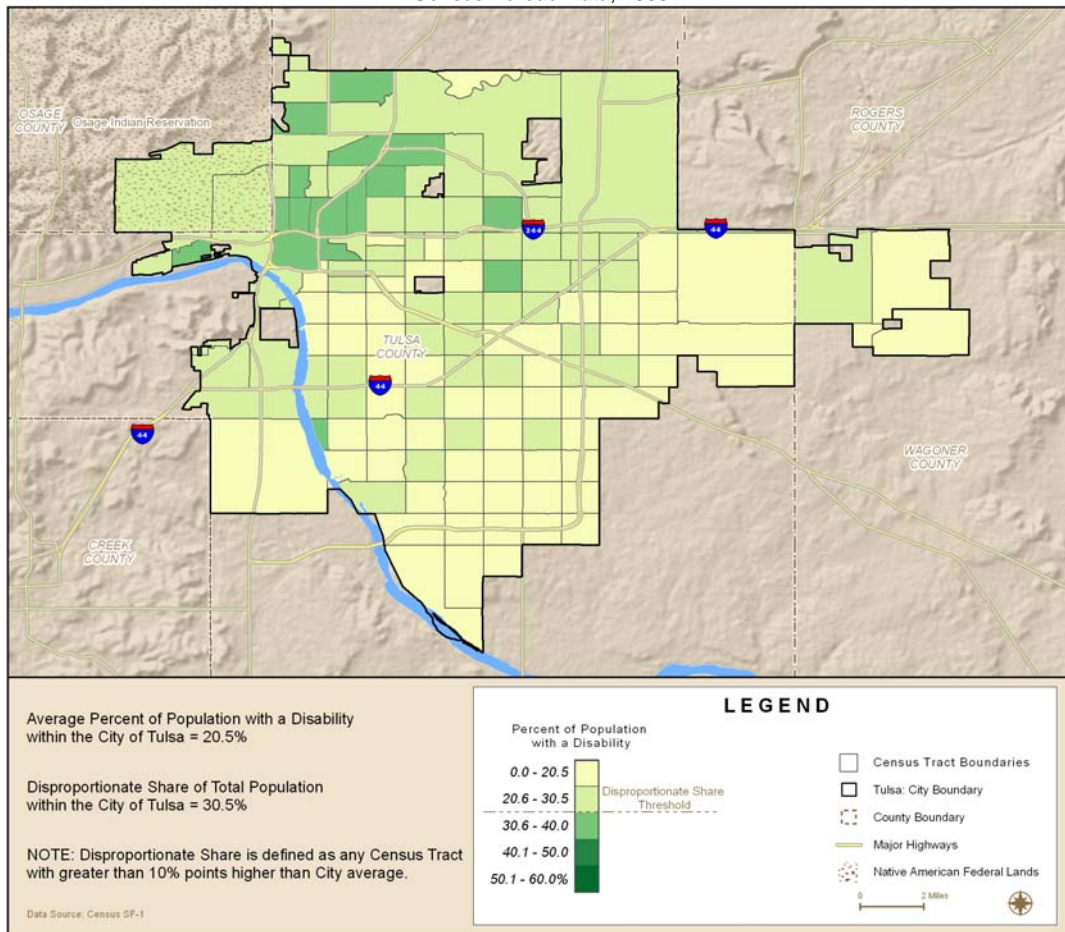 OSAGE
COUNTY
Osage Indian Reservation
ROGERS
COUNTY
244
44
TULSA
COUNTY
44
44
WAGONER
COUNTY
CREEK
COUNTY
Average Percent of Population with a Disability
within the City of Tulsa = 20.5%
Disproportionate Share of Total Population
within the City of Tulsa = 30.5%
NOTE: Disproportionate Share is defined as any Census Tract
with greater than 10% points higher than City average.
Data Source: Census SF-1
LEGEND
Percent of Population
with a Disability
0.0 - 20.5
20.6 - 30.5
30.6 - 40.0
40.1 - 50.0
50.1 - 60.0%
Disproportionate Share
Threshold
Census Tract Boundaries
Tulsa: City Boundary
County Boundary
Major Highways
Native American Federal Lands
0 2 Miles